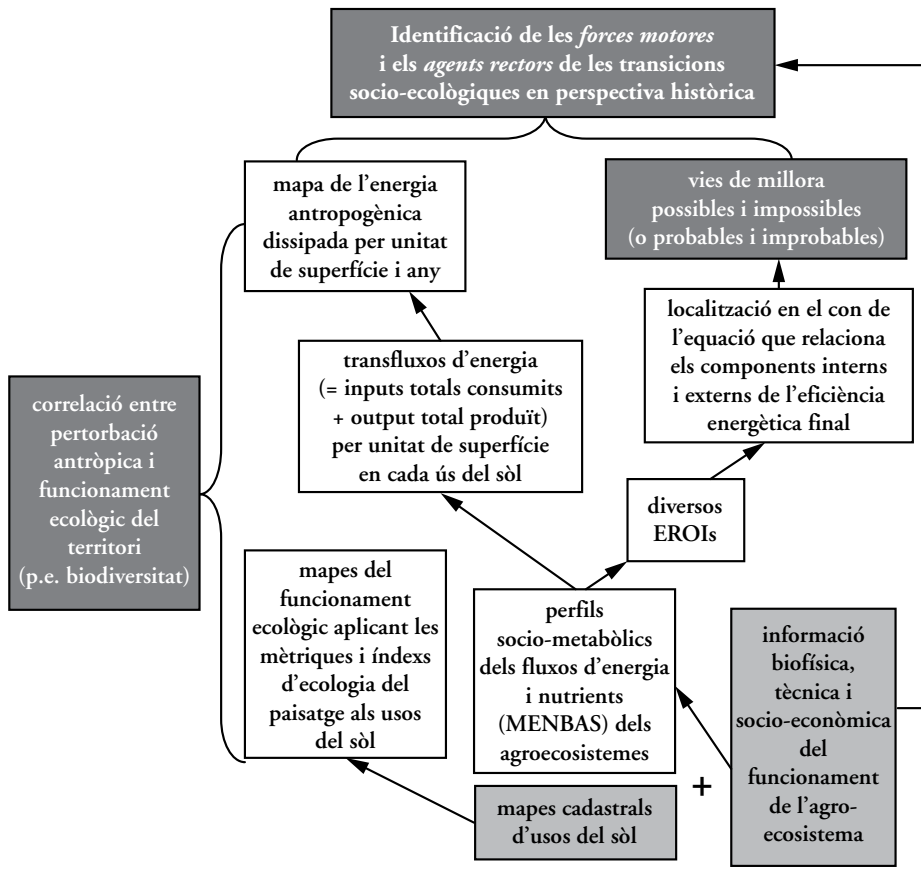 Identificació de les forces motores
i els agents rectors de les transicions
socio-ecològiques en perspectiva històrica
mapa de l'energia
antropogènica
dissipada per unitat
de superfície i any
vies de millora
possibles i impossibles
(o probables i improbables)
transfluxos d'energia
(= inputs totals consumits
+ output total produït)
per unitat de superfície
en cada ús del sòl
localització en el con de
l'equació que relaciona
els components interns
i externs de l'eficiència
energètica final
correlació entre
pertorbació
antròpica i
funcionament
ecològic del
territori
(p.e. biodiversitat)
diversos
EROIs
mapes del
funcionament
ecològic aplicant les
mètriques i índexs
d'ecologia del
paisatge als usos
del sòl
perfils
socio-metabòlics
dels fluxos d'energia
i nutrients
(MENBAS) dels
agroecosistemes
informació
biofísica,
tècnica i
socio-econòmica
del
funcionament
de l'agro-
ecosistema
mapes cadastrals
d'usos del sòl
+